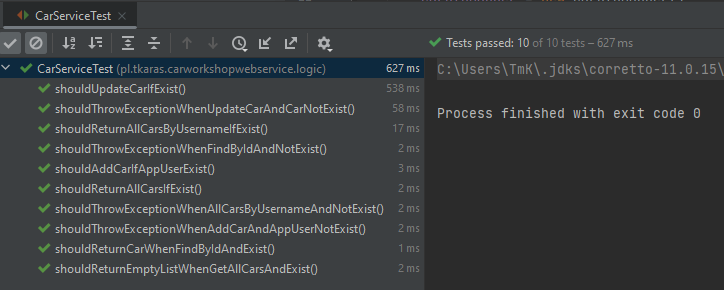 CarServiceTest
Tests passed: 10 of 10 tests – 627 ms
CarServiceTest (pl.tkaras.carworkshopwebservice.logic) 627 ms
shouldUpdateCarIfExist() 538 ms
shouldThrowExceptionWhenUpdateCarAndCarNotExist() 58 ms
shouldReturnAllCarsByUsernameIfExist() 17 ms
shouldThrowExceptionWhenFindByIdAndNotExist() 2 ms
shouldAddCarIfAppUserExist() 3 ms
shouldReturnAllCarsIfExist() 2 ms
shouldThrowExceptionWhenAllCarsByUsernameAndNotExist() 2 ms
shouldThrowExceptionWhenAddCarAndAppUserNotExist() 2 ms
shouldReturnCarWhenFindByIdAndExist() 1 ms
shouldReturnEmptyListWhenGetAllCarsAndExist() 2 ms
C:\Users\TmK\.jdks\corretto-11.0.15\
Process finished with exit code 0